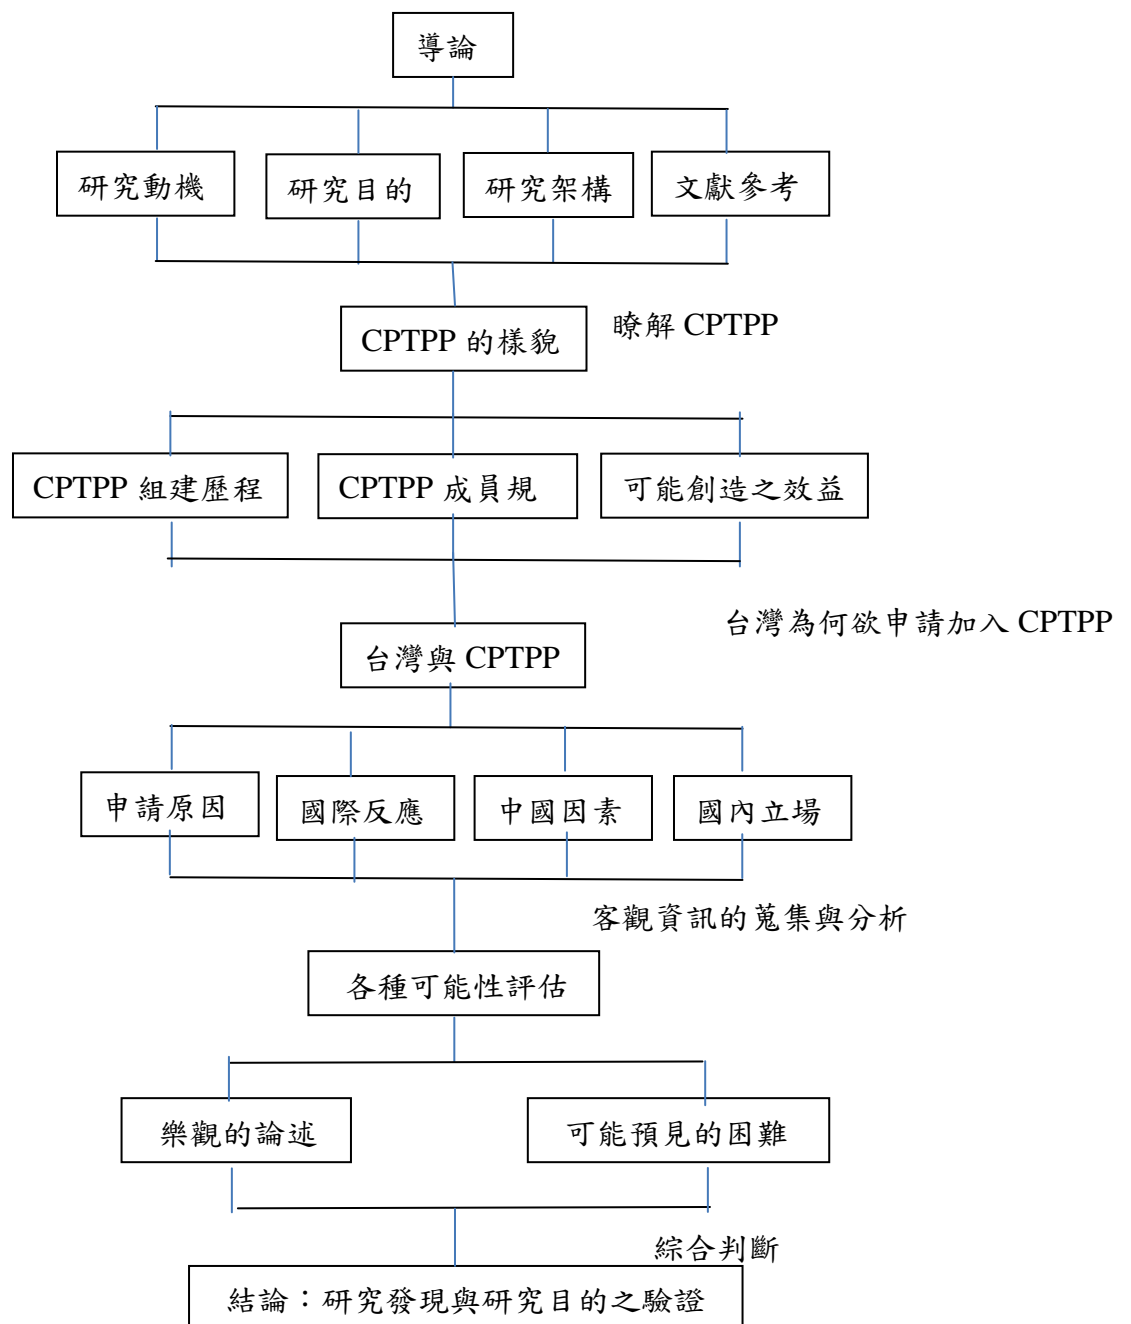 導論
研究動機
研究目的
研究架構
文獻參考
CPTPP 的樣貌
瞭解 CPTPP
CPTPP 組建歷程
CPTPP 成員規
可能創造之效益
台灣為何欲申請加入 CPTPP
台灣與 CPTPP
申請原因
國際反應
中國因素
國內立場
客觀資訊的蒐集與分析
各種可能性評估
樂觀的論述
可能預見的困難
綜合判斷
結論：研究發現與研究目的之驗證